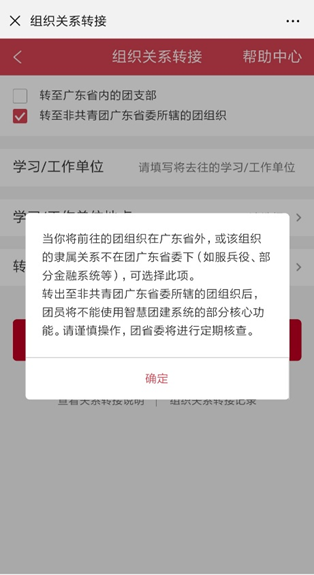 组织关系转接
组织关系转接
帮助中心
转至广东省内的团支部
转至非共青团广东省委所辖的团组织
学习/工作单位
请填写将去往的学习/工作单位
学习/工作单位地点
当你将前往的团组织在广东省外，或该组织
的隶属关系不在团广东省委下（如服兵役、部
分金融系统等），可选择此项。
转出至非共青团广东省委所辖的团组织后，
团员将不能使用智慧团建系统的部分核心功
能。请谨慎操作，团省委将进行定期核查。
转
确定
查看关系转接说明
组织关系转接记录